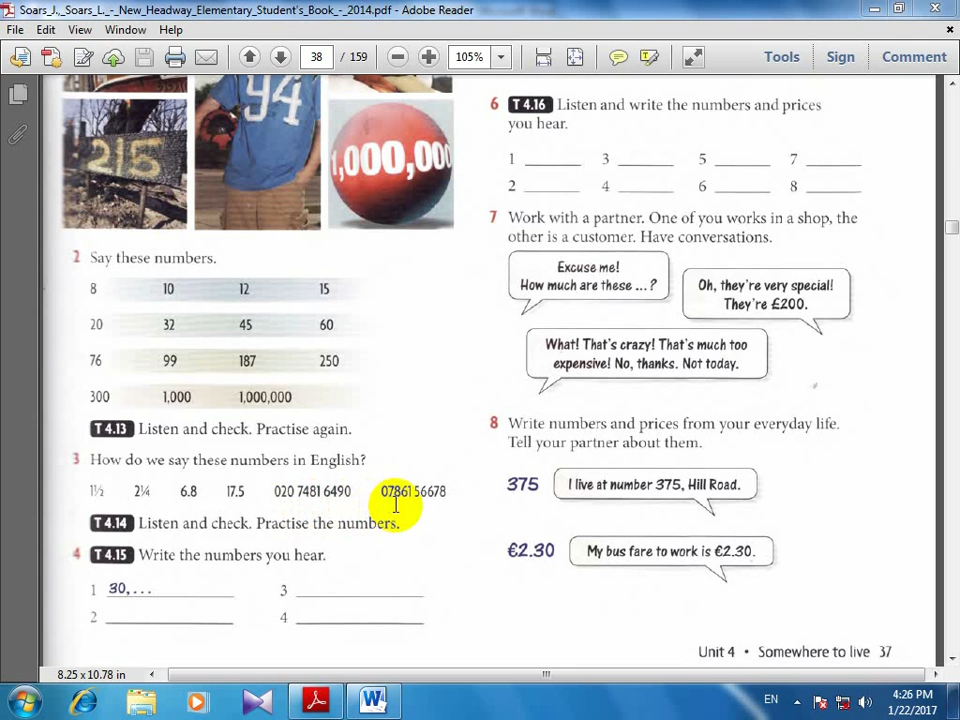 Soars_J.,_Soars_L._-_New_Headway_Elementary_Student's_Book_-_2014.pdf - Adobe Reader
File Edit View Window Help
38 / 159 105% Tools Sign Comment
215
94
1,000,000
2 Say these numbers.
8 10 12 15
20 32 45 60
76 99 187 250
300 1,000 1,000,000
T 4.13 Listen and check. Practise again.
3 How do we say these numbers in English?
1½ 2¼ 6.8 17.5 020 7481 6490 07861 56678
T 4.14 Listen and check. Practise the numbers.
4 T 4.15 Write the numbers you hear.
1 30,... 3
2 4
6 T 4.16 Listen and write the numbers and prices
you hear.
1 3 5 7
2 4 6 8
7 Work with a partner. One of you works in a shop, the
other is a customer. Have conversations.
Excuse me!
How much are these ...?
Oh, they're very special!
They're £200.
What! That's crazy! That's much too
expensive! No, thanks. Not today.
8 Write numbers and prices from your everyday life.
Tell your partner about them.
375 I live at number 375, Hill Road.
€2.30 My bus fare to work is €2.30.
Unit 4 • Somewhere to live 37
8.25 x 10.78 in
EN
4:26 PM
1/22/2017